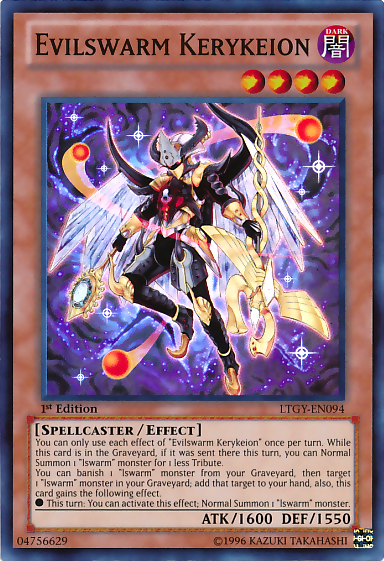 EVILSWARM KERYKEION
DARK
闇
1st Edition
LTGY-EN094
[SPELLCASTER / EFFECT]
You can only use each effect of "Evilswarm Kerykeion" once per turn. While
this card is in the Graveyard, if it was sent there this turn, you can Normal
Summon 1 "lswarm" monster for 1 less Tribute.
You can banish 1 "lswarm" monster from your Graveyard, then target
1 "lswarm" monster in your Graveyard; add that target to your hand, also, this
card gains the following effect.
● This turn: You can activate this effect; Normal Summon 1 "lswarm" monster.
ATK/1600 DEF/1550
04756629
©1996 KAZUKI TAKAHASHI